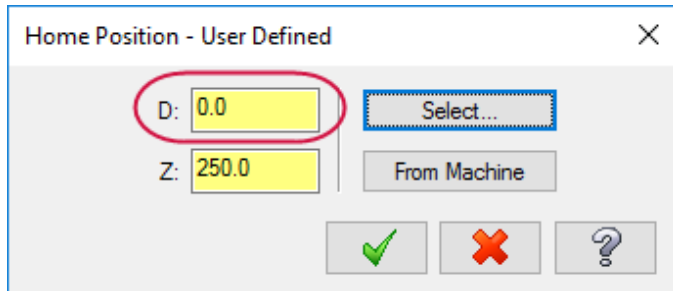 Home Position - User Defined
D: 0.0 Select...
Z: 250.0 From Machine